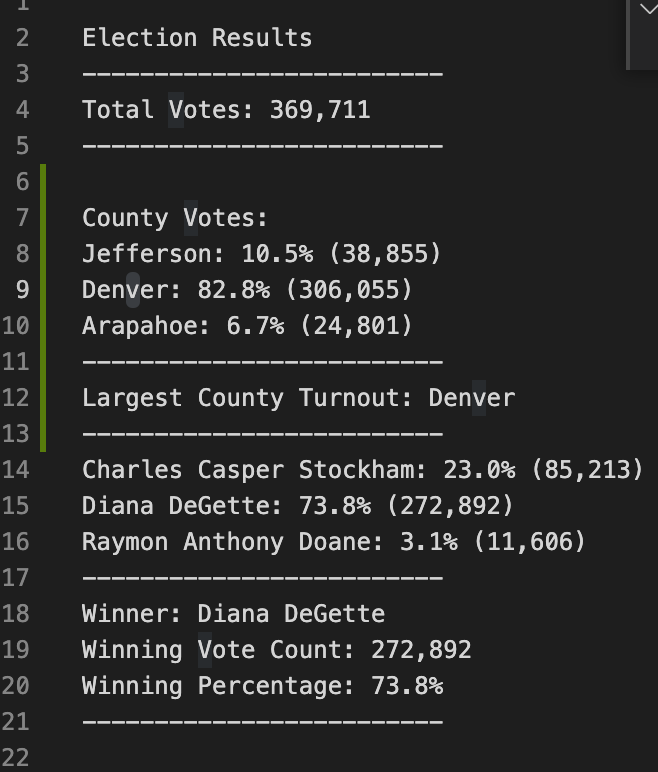 1
2 Election Results
3 -------------------------
4 Total Votes: 369,711
5 -------------------------
6
7 County Votes:
8 Jefferson: 10.5% (38,855)
9 Denver: 82.8% (306,055)
10 Arapahoe: 6.7% (24,801)
11 -------------------------
12 Largest County Turnout: Denver
13 -------------------------
14 Charles Casper Stockham: 23.0% (85,213)
15 Diana DeGette: 73.8% (272,892)
16 Raymon Anthony Doane: 3.1% (11,606)
17 -------------------------
18 Winner: Diana DeGette
19 Winning Vote Count: 272,892
20 Winning Percentage: 73.8%
21 -------------------------
22